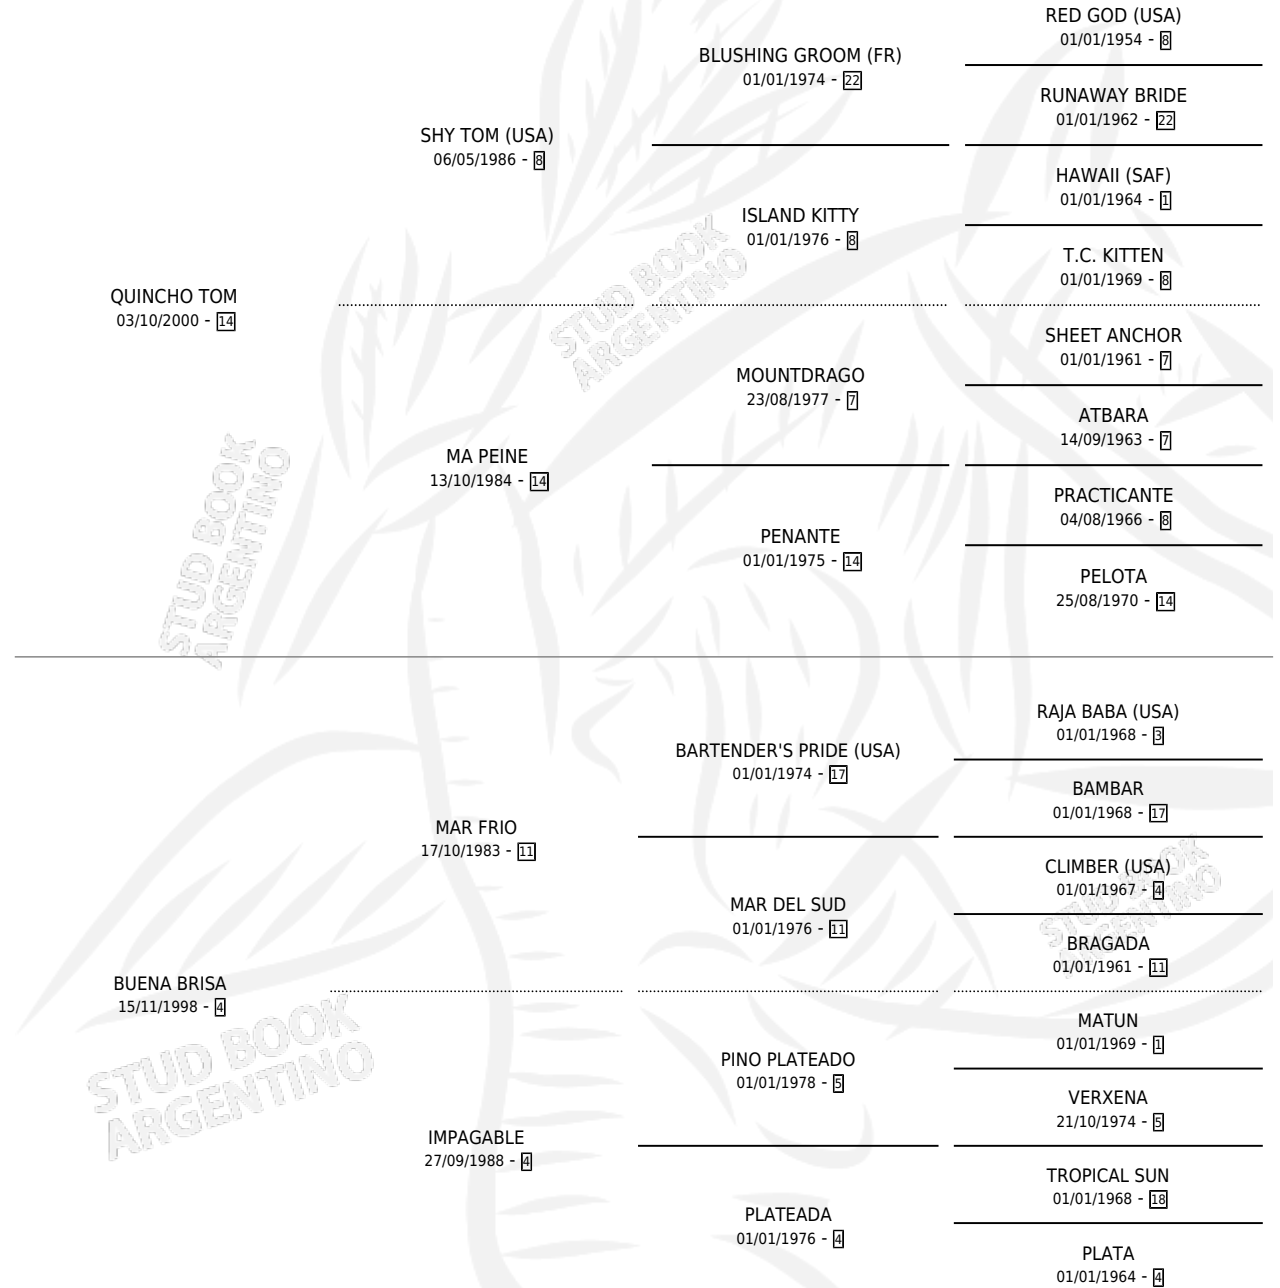 RED GOD (USA)
01/01/1954 - 8
BLUSHING GROOM (FR)
01/01/1974 - 22
RUNAWAY BRIDE
01/01/1962 - 22
SHY TOM (USA)
06/05/1986 - 8
HAWAII (SAF)
01/01/1964 - 1
ISLAND KITTY
01/01/1976 - 8
T.C. KITTEN
01/01/1969 - 8
QUINCHO TOM
03/10/2000 - 14
STUD BOOK
ARGENTINO
SHEET ANCHOR
01/01/1961 - 7
MOUNTDRAGO
23/08/1977 - 7
ATBARA
14/09/1963 - 7
MA PEINE
13/10/1984 - 14
PRACTICANTE
04/08/1966 - 8
PENANTE
01/01/1975 - 14
PELOTA
25/08/1970 - 14
STUD BOOK
ARGENTINO
RAJA BABA (USA)
01/01/1968 - 3
BARTENDER'S PRIDE (USA)
01/01/1974 - 17
BAMBAR
01/01/1968 - 17
MAR FRIO
17/10/1983 - 11
CLIMBER (USA)
01/01/1967 - 4
MAR DEL SUD
01/01/1976 - 11
BRAGADA
01/01/1961 - 11
STUD BOOK
ARGENTINO
BUENA BRISA
15/11/1998 - 4
MATUN
01/01/1969 - 1
PINO PLATEADO
01/01/1978 - 5
VERXENA
21/10/1974 - 5
STUD BOOK
ARGENTINO
IMPAGABLE
27/09/1988 - 4
TROPICAL SUN
01/01/1968 - 18
PLATEADA
01/01/1976 - 4
PLATA
01/01/1964 - 4